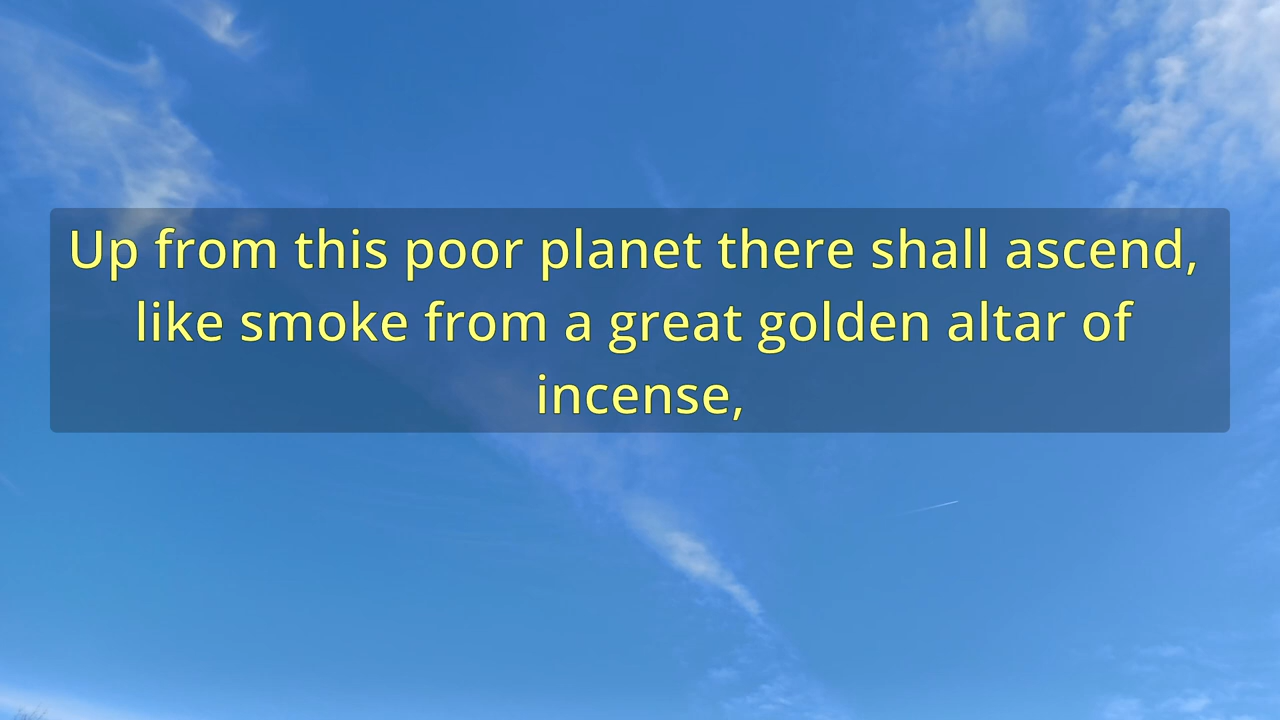 Up from this poor planet there shall ascend,
like smoke from a great golden altar of
incense,